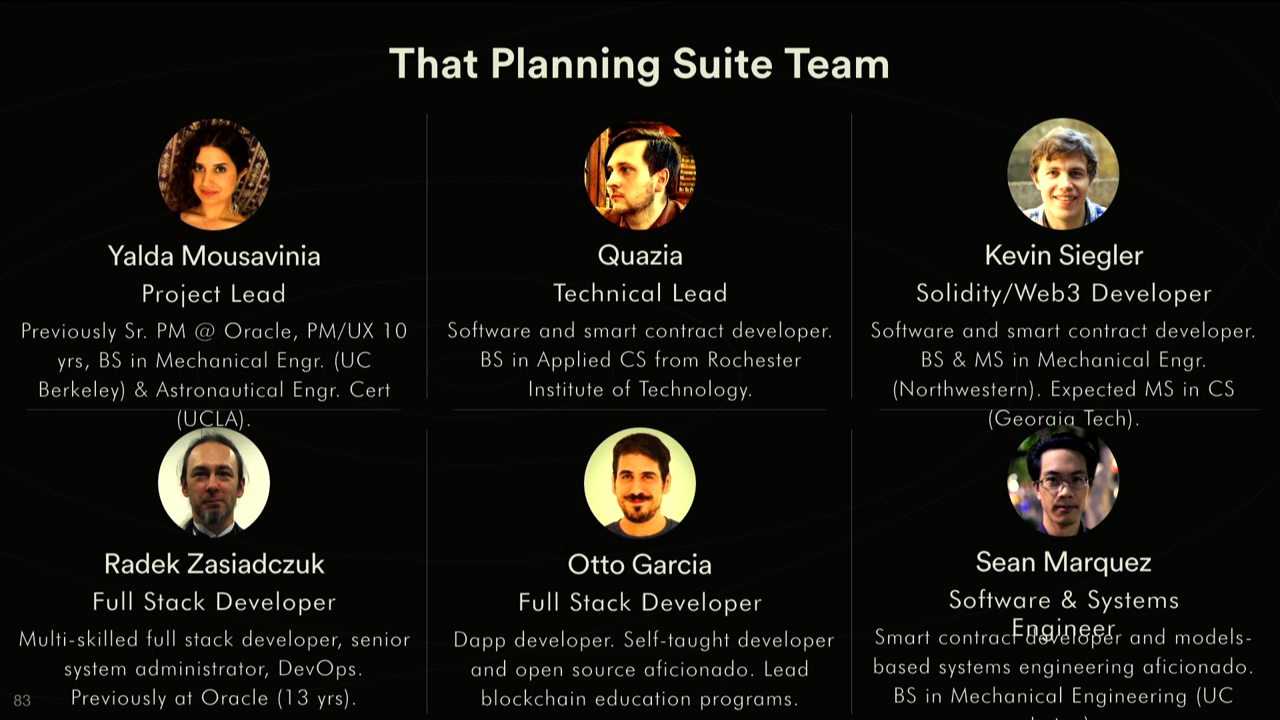 That Planning Suite Team
Yalda Mousavinia
Project Lead
Previously Sr. PM @ Oracle, PM/UX 10
yrs, BS in Mechanical Engr. (UC
Berkeley) & Astronautical Engr. Cert
(UCLA).
Quazia
Technical Lead
Software and smart contract developer.
BS in Applied CS from Rochester
Institute of Technology.
Kevin Siegler
Solidity/Web3 Developer
Software and smart contract developer.
BS & MS in Mechanical Engr.
(Northwestern). Expected MS in CS
(Georgia Tech).
Radek Zasiadczuk
Full Stack Developer
Multi-skilled full stack developer, senior
system administrator, DevOps.
Previously at Oracle (13 yrs).
Otto Garcia
Full Stack Developer
Dapp developer. Self-taught developer
and open source aficionado. Lead
blockchain education programs.
Sean Marquez
Software & Systems
Engineer
Smart contract developer and models-
based systems engineering aficionado.
BS in Mechanical Engineering (UC
83